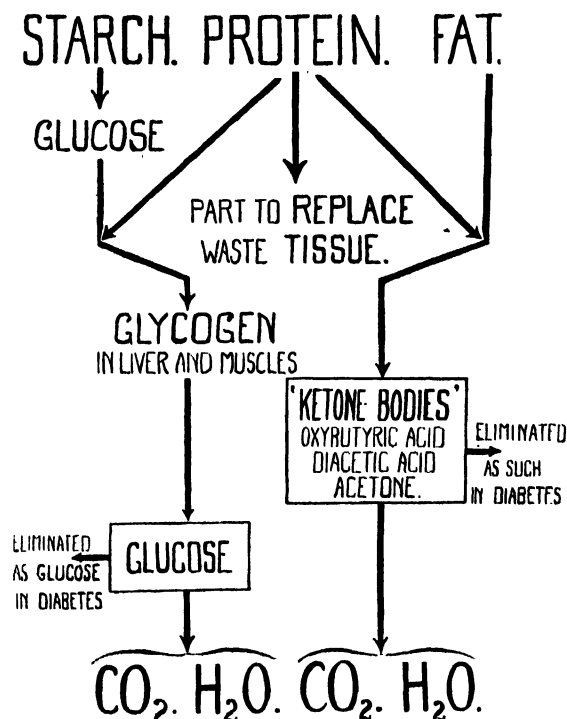 STARCH. PROTEIN. FAT.
GLUCOSE
PART TO REPLACE
WASTE TISSUE.
GLYCOGEN
IN LIVER AND MUSCLES
'KETONE BODIES'
OXYBUTYRIC ACID
DIACETIC ACID
ACETONE.
ELIMINATED
AS SUCH
IN DIABETES
ELIMINATED
AS GLUCOSE
IN DIABETES
GLUCOSE
CO₂. H₂O. CO₂. H₂O.